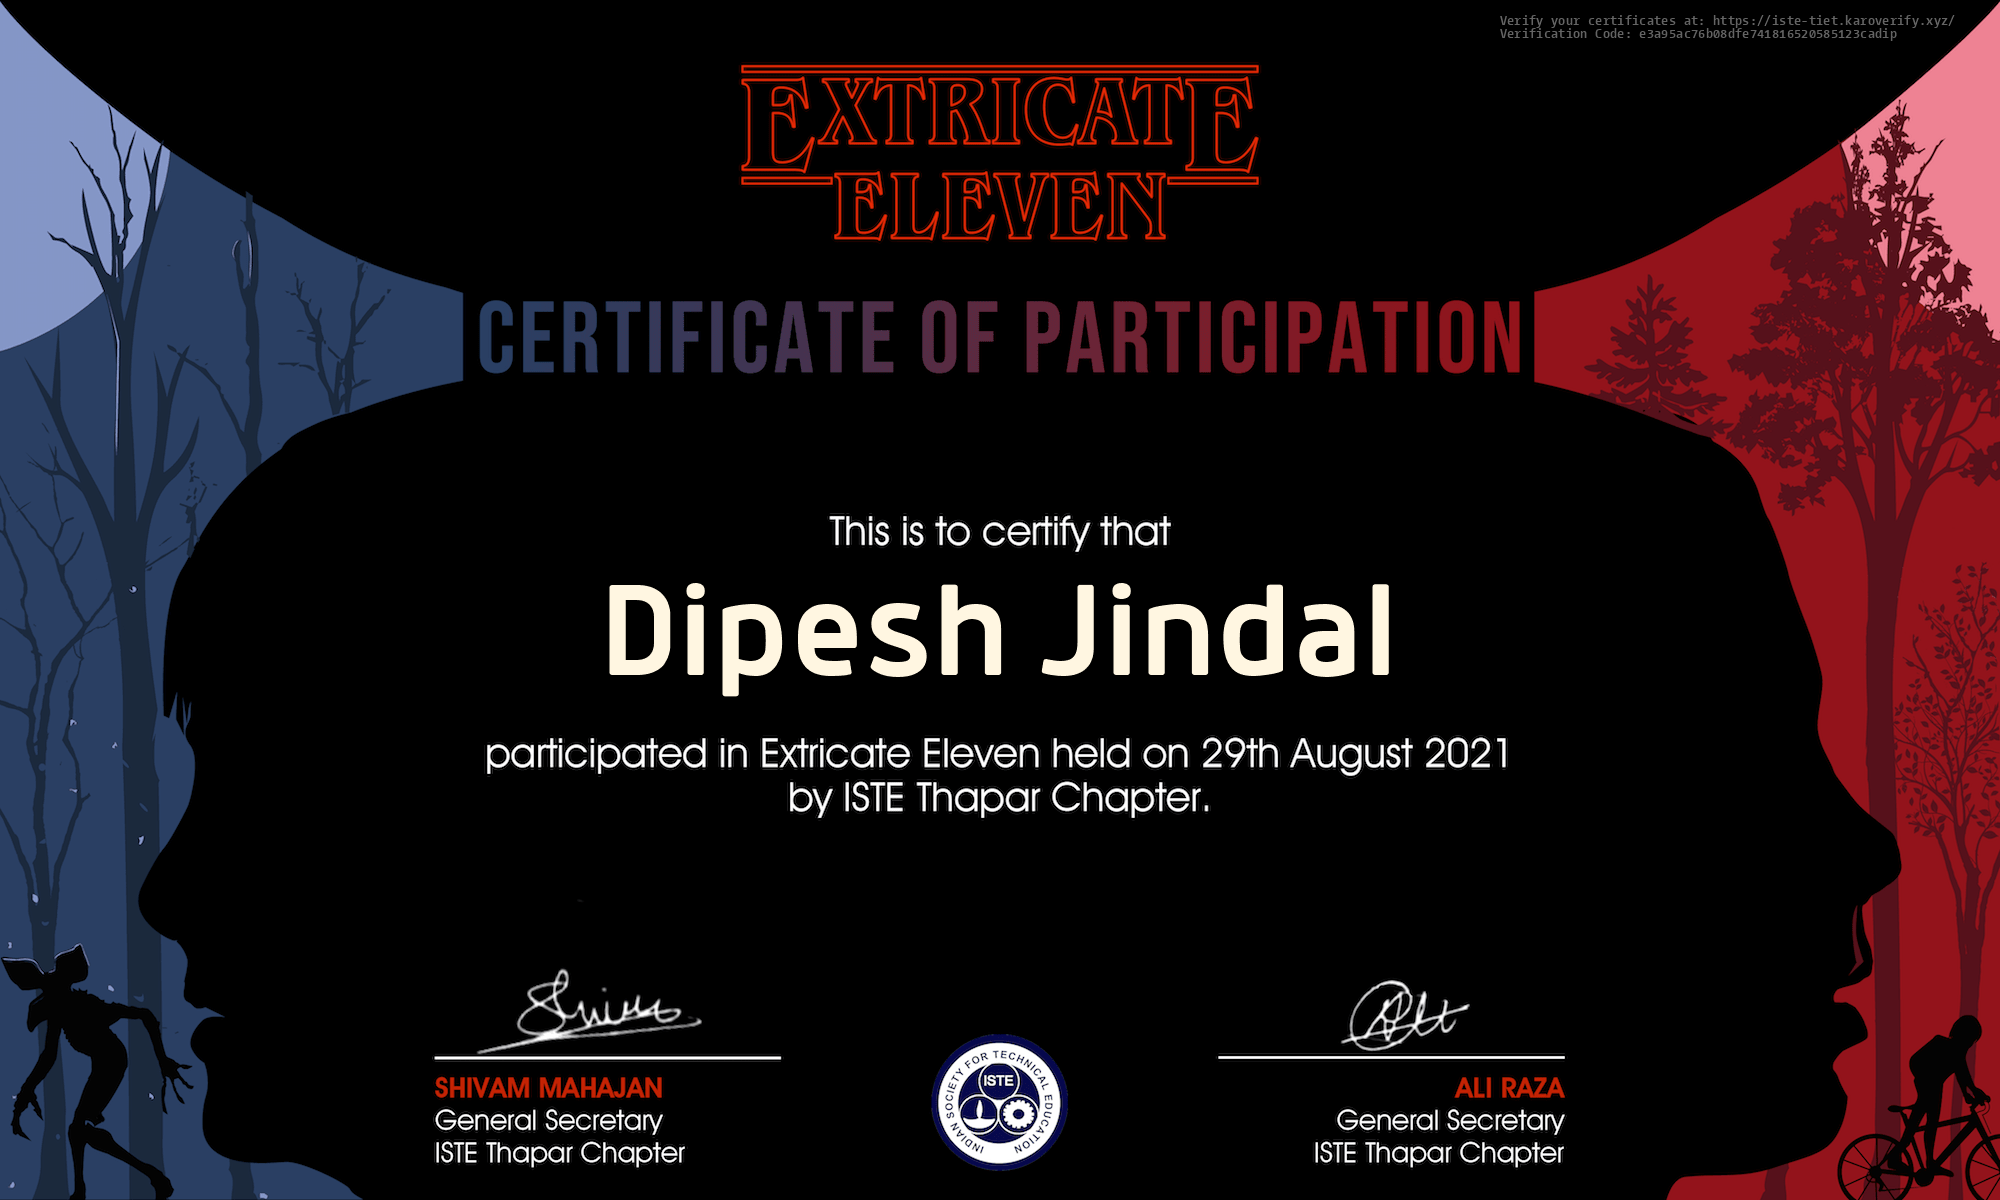 Verify your certificates at: https://iste-tiet.karoverify.xyz/
Verification Code: e3a95ac76b08dfe741816520585123cadip
EXTRICATE
ELEVEN
CERTIFICATE OF PARTICIPATION
This is to certify that
Dipesh Jindal
participated in Extricate Eleven held on 29th August 2021
by ISTE Thapar Chapter.
SHIVAM MAHAJAN
General Secretary
ISTE Thapar Chapter
INDIAN SOCIETY FOR TECHNICAL EDUCATION
ISTE
ALI RAZA
General Secretary
ISTE Thapar Chapter